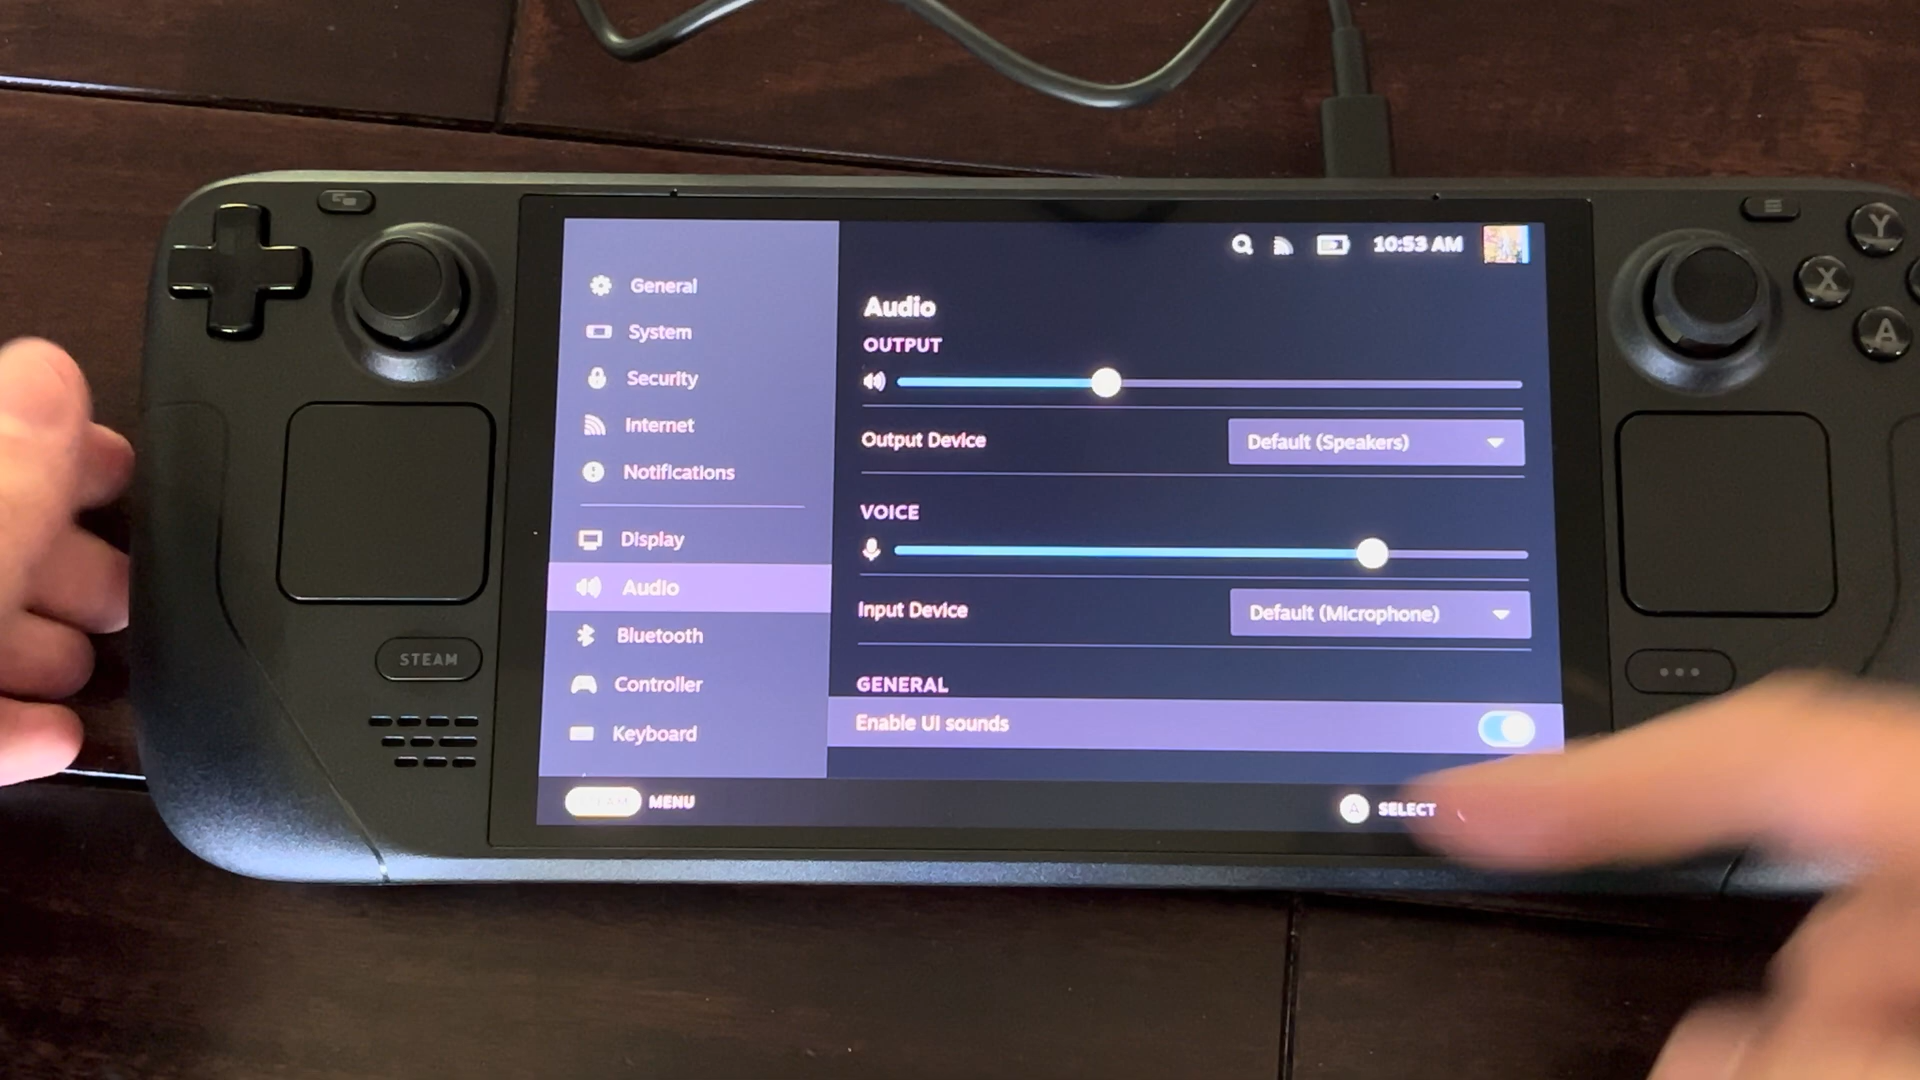 10:53 AM
General
System
Security
Internet
Notifications
Display
Audio
Bluetooth
Controller
Keyboard
Audio
OUTPUT
Output Device
Default (Speakers)
VOICE
Input Device
Default (Microphone)
GENERAL
Enable UI sounds
STEAM MENU
A SELECT
STEAM
Y
X
A